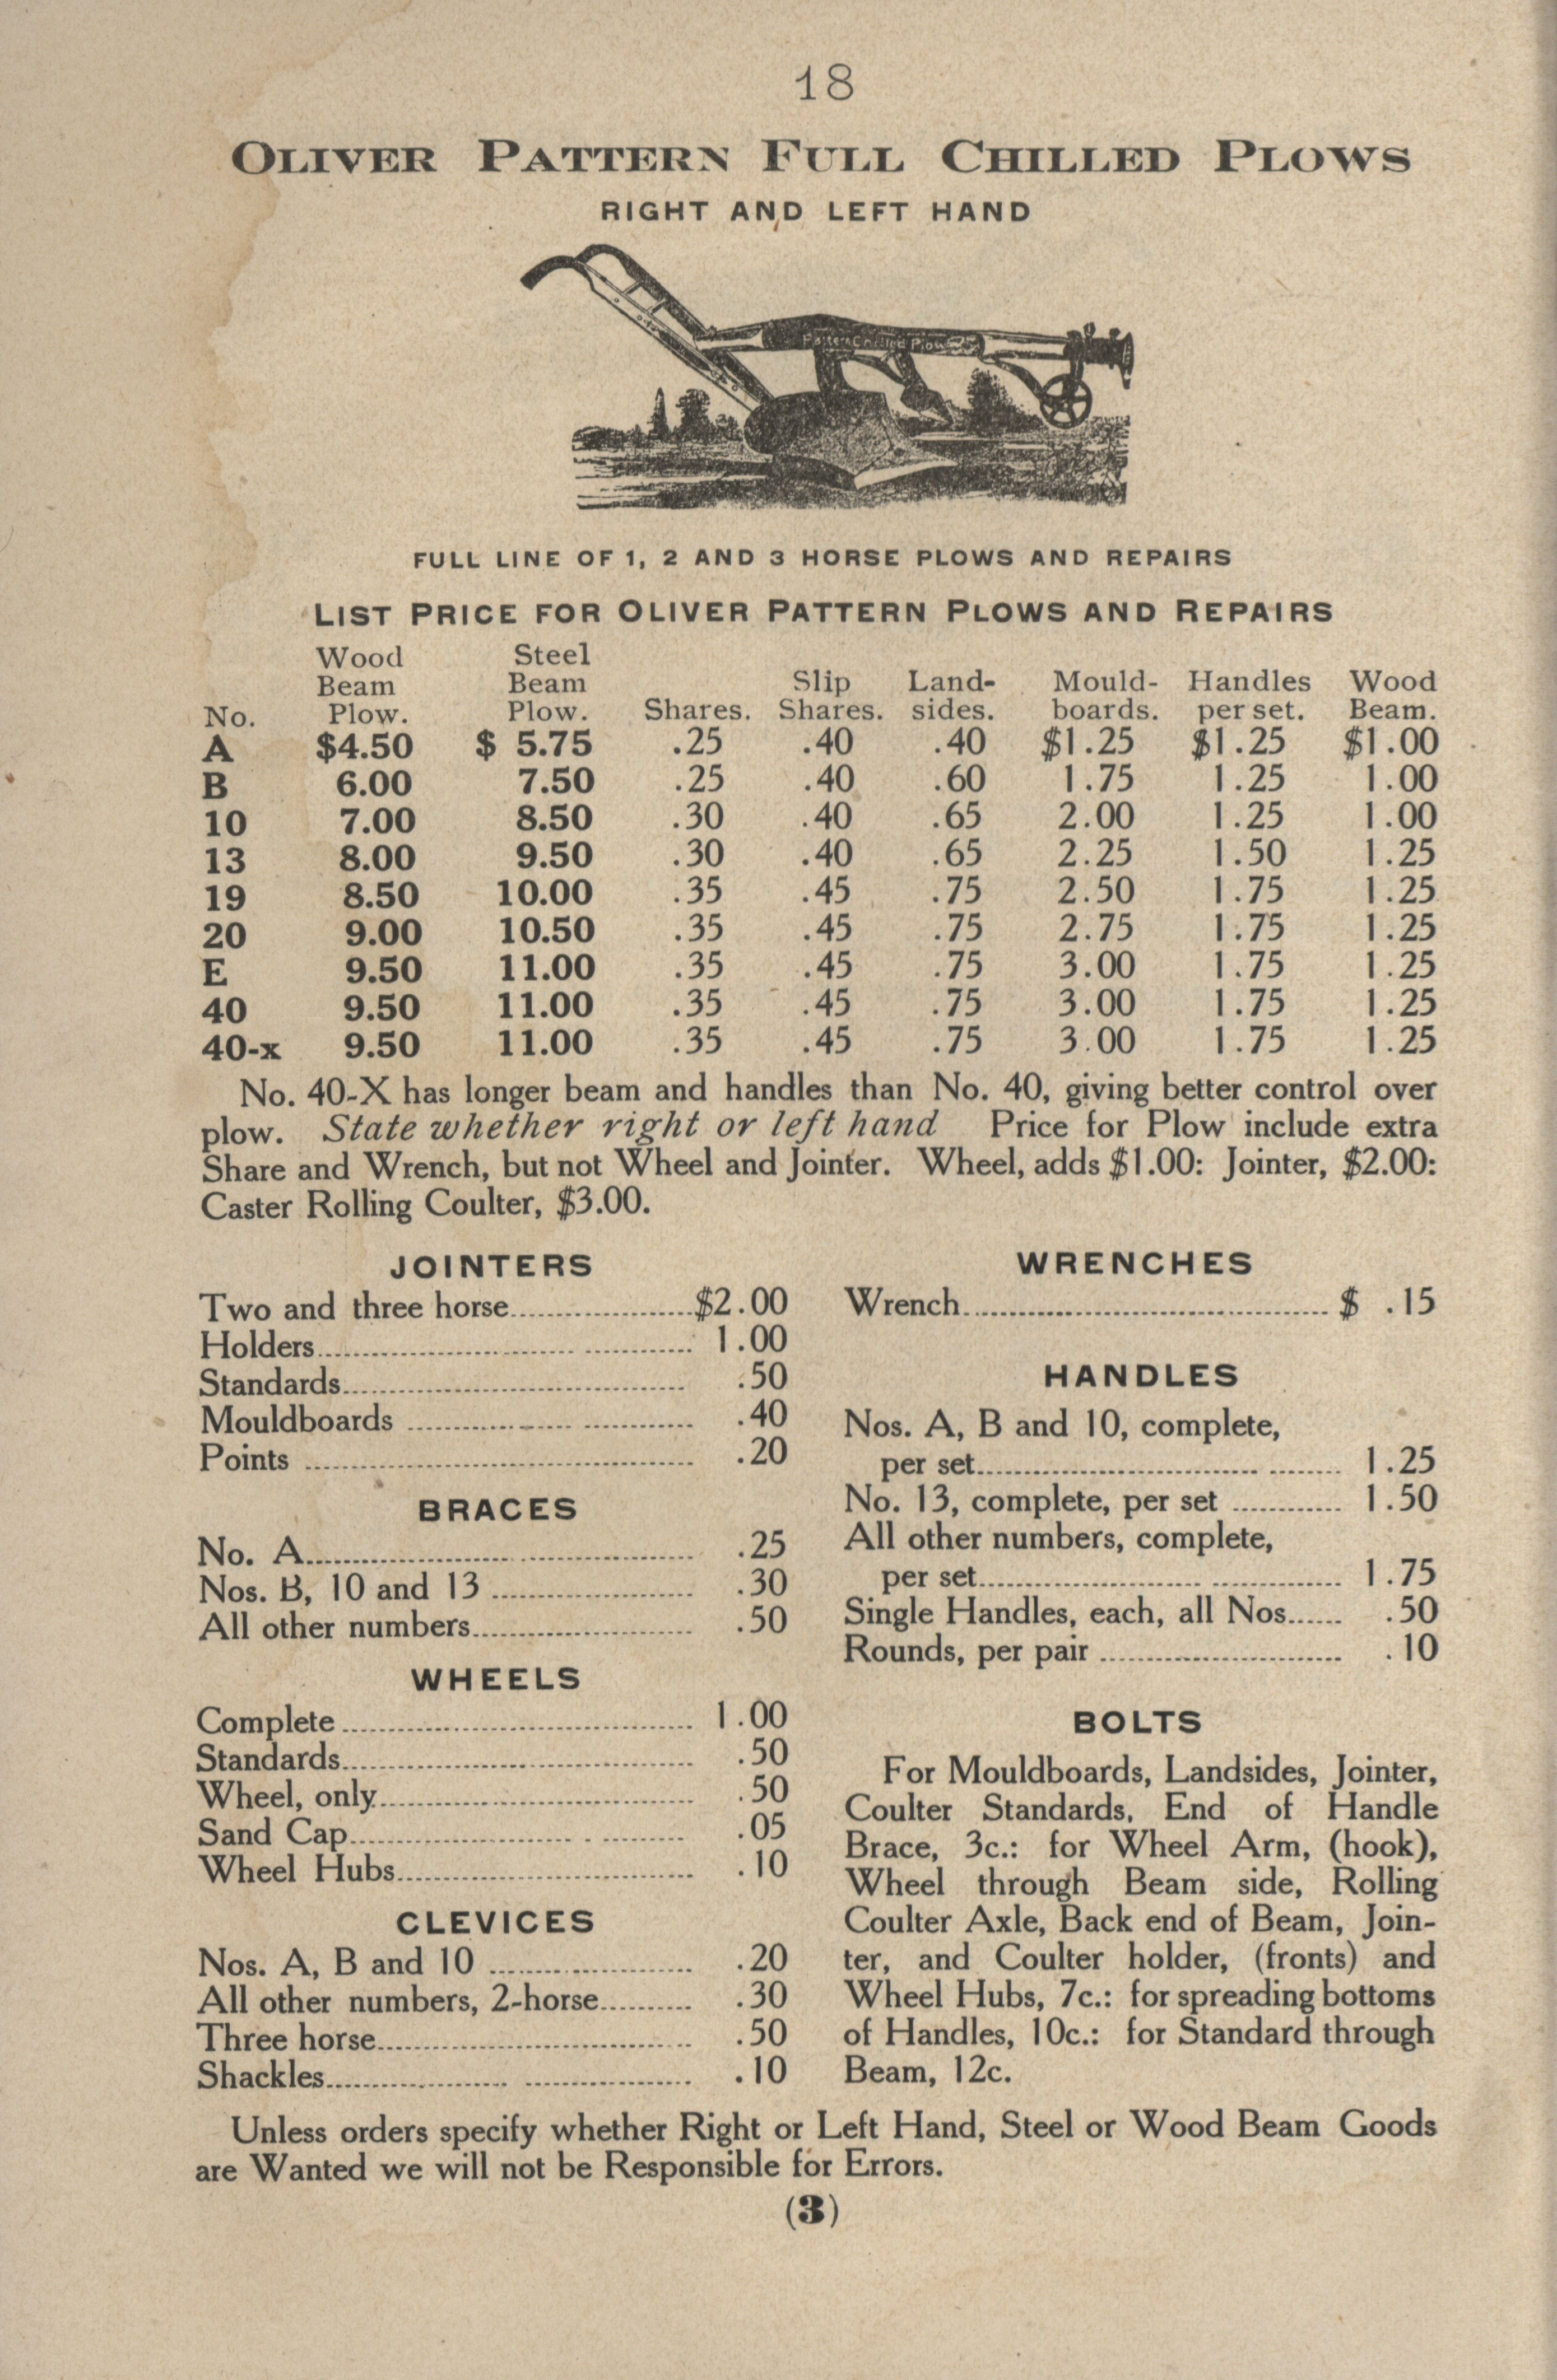 18
OLIVER PATTERN FULL CHILLED PLOWS
RIGHT AND LEFT HAND
Pattern Chilled Plow
FULL LINE OF 1, 2 AND 3 HORSE PLOWS AND REPAIRS
LIST PRICE FOR OLIVER PATTERN PLOWS AND REPAIRS
Wood Steel
Beam Beam Slip Land- Mould- Handles Wood
No. Plow. Plow. Shares. Shares. sides. boards. per set. Beam.
A $4.50 $ 5.75 .25 .40 .40 $1.25 $1.25 $1.00
B 6.00 7.50 .25 .40 .60 1.75 1.25 1.00
10 7.00 8.50 .30 .40 .65 2.00 1.25 1.00
13 8.00 9.50 .30 .40 .65 2.25 1.50 1.25
19 8.50 10.00 .35 .45 .75 2.50 1.75 1.25
20 9.00 10.50 .35 .45 .75 2.75 1.75 1.25
E 9.50 11.00 .35 .45 .75 3.00 1.75 1.25
40 9.50 11.00 .35 .45 .75 3.00 1.75 1.25
40-x 9.50 11.00 .35 .45 .75 3.00 1.75 1.25
No. 40-X has longer beam and handles than No. 40, giving better control over
plow. State whether right or left hand Price for Plow include extra
Share and Wrench, but not Wheel and Jointer. Wheel, adds $1.00: Jointer, $2.00:
Caster Rolling Coulter, $3.00.
JOINTERS
Two and three horse $2.00
Holders 1.00
Standards .50
Mouldboards .40
Points .20
BRACES
No. A .25
Nos. B, 10 and 13 .30
All other numbers .50
WHEELS
Complete 1.00
Standards .50
Wheel, only .50
Sand Cap .05
Wheel Hubs .10
CLEVICES
Nos. A, B and 10 .20
All other numbers, 2-horse .30
Three horse .50
Shackles .10
WRENCHES
Wrench $ .15
HANDLES
Nos. A, B and 10, complete,
per set 1.25
No. 13, complete, per set 1.50
All other numbers, complete,
per set 1.75
Single Handles, each, all Nos. .50
Rounds, per pair .10
BOLTS
For Mouldboards, Landsides, Jointer,
Coulter Standards, End of Handle
Brace, 3c.: for Wheel Arm, (hook),
Wheel through Beam side, Rolling
Coulter Axle, Back end of Beam, Join-
ter, and Coulter holder, (fronts) and
Wheel Hubs, 7c.: for spreading bottoms
of Handles, 10c.: for Standard through
Beam, 12c.
Unless orders specify whether Right or Left Hand, Steel or Wood Beam Goods
are Wanted we will not be Responsible for Errors.
(3)